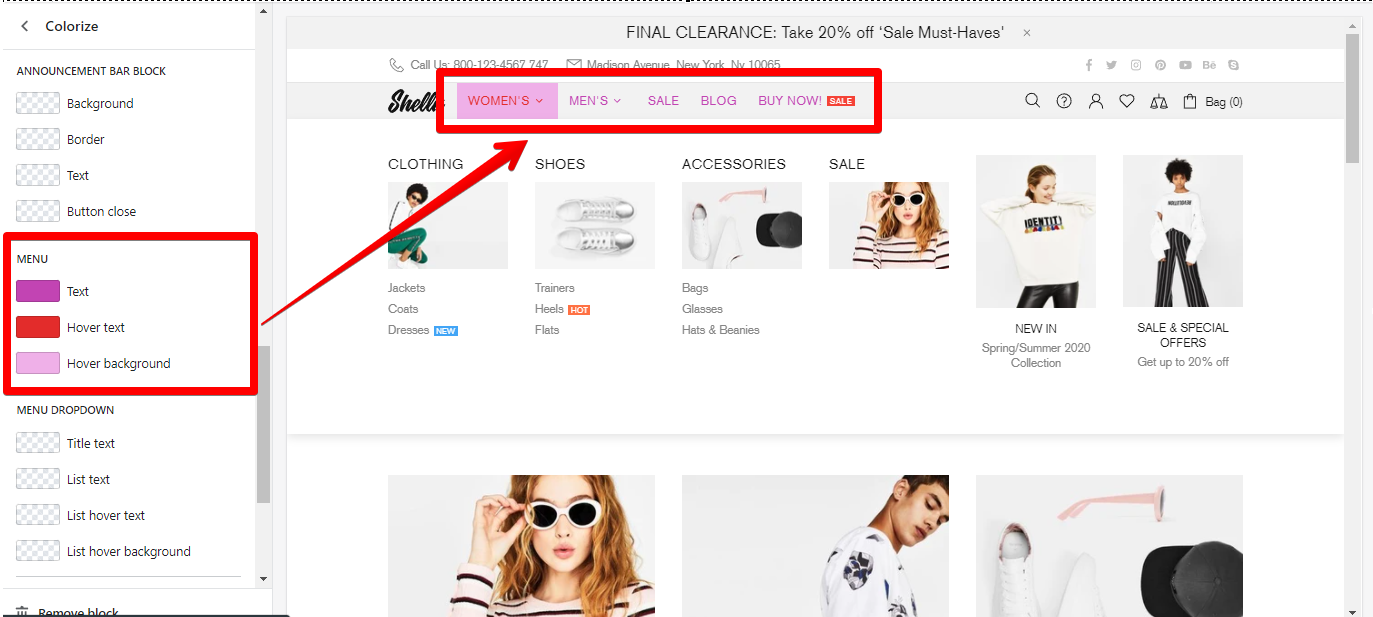 Colorize
ANNOUNCEMENT BAR BLOCK
Background
Border
Text
Button close
MENU
Text
Hover text
Hover background
MENU DROPDOWN
Title text
List text
List hover text
List hover background
Remove block
FINAL CLEARANCE: Take 20% off 'Sale Must-Haves' ×
Call Us: 800-123-4567 747 Madison Avenue, New York, Ny 10065
Bē
WOMEN'S MEN'S SALE BLOG BUY NOW! SALE Bag (0)
CLOTHING SHOES ACCESSORIES SALE
IDENTITY
Jackets Trainers Bags
Coats Heels HOT Glasses
Dresses NEW Flats Hats & Beanies
NEW IN
Spring/Summer 2020
Collection
SALE & SPECIAL
OFFERS
Get up to 20% off